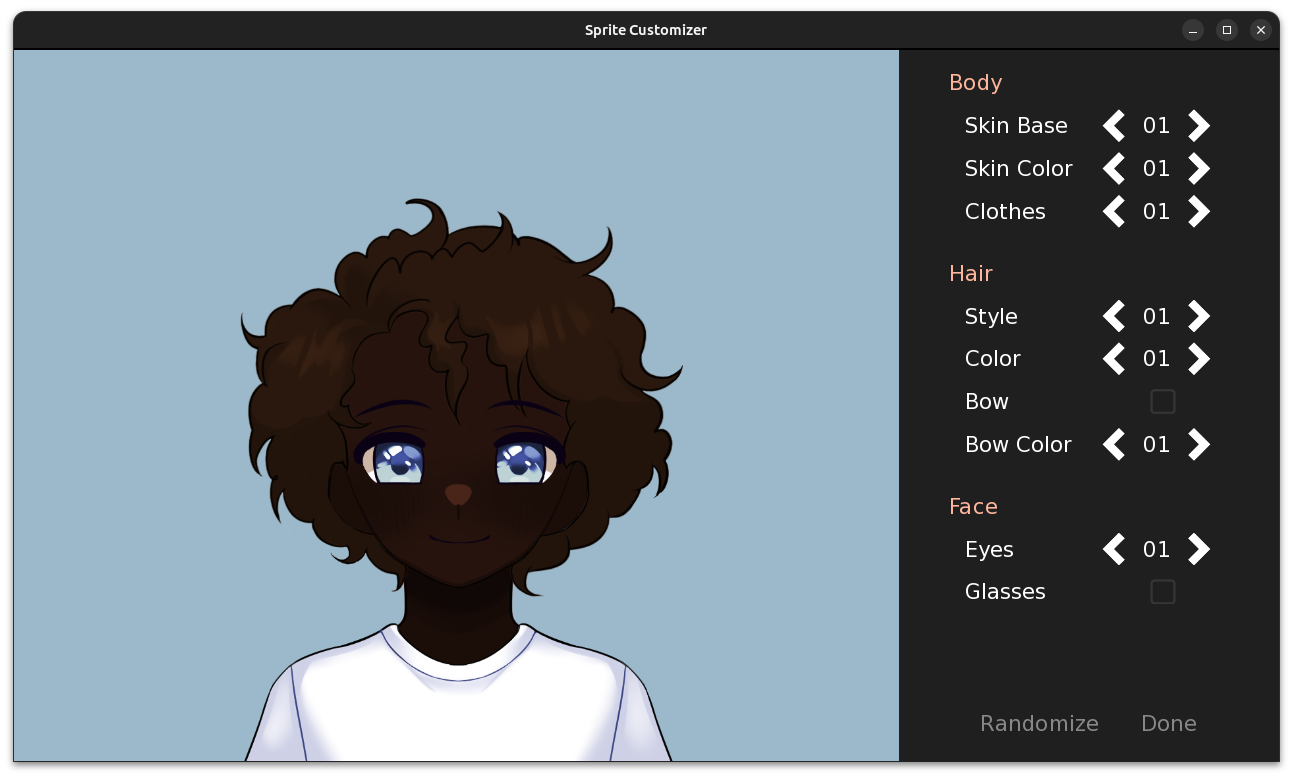 Sprite Customizer
Body
Skin Base 01
Skin Color 01
Clothes 01
Hair
Style 01
Color 01
Bow
Bow Color 01
Face
Eyes 01
Glasses
Randomize Done